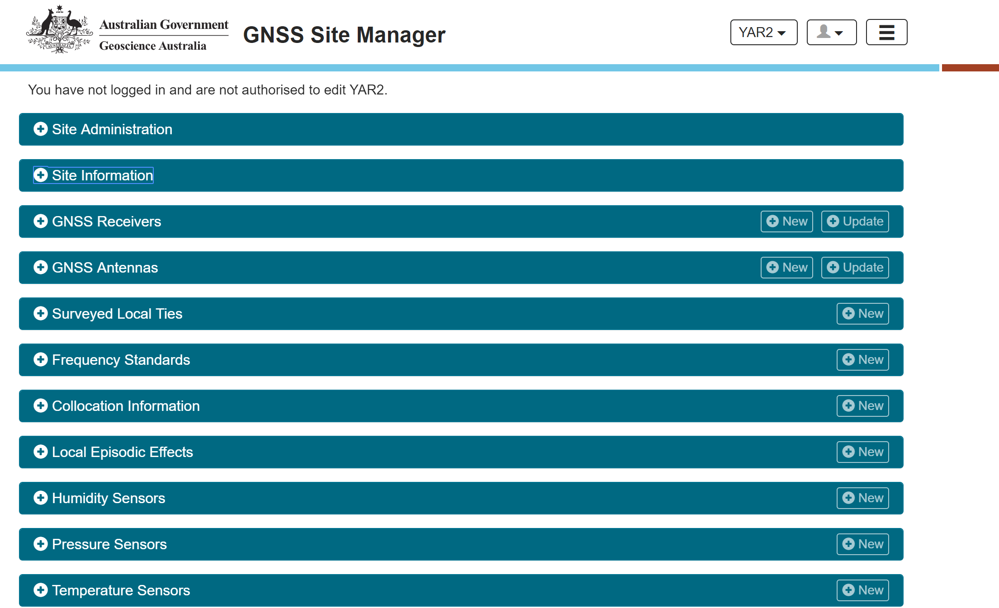 AUSTRALIA
Australian Government
Geoscience Australia
GNSS Site Manager
YAR2
You have not logged in and are not authorised to edit YAR2.
Site Administration
Site Information
GNSS Receivers New Update
GNSS Antennas New Update
Surveyed Local Ties New
Frequency Standards New
Collocation Information New
Local Episodic Effects New
Humidity Sensors New
Pressure Sensors New
Temperature Sensors New